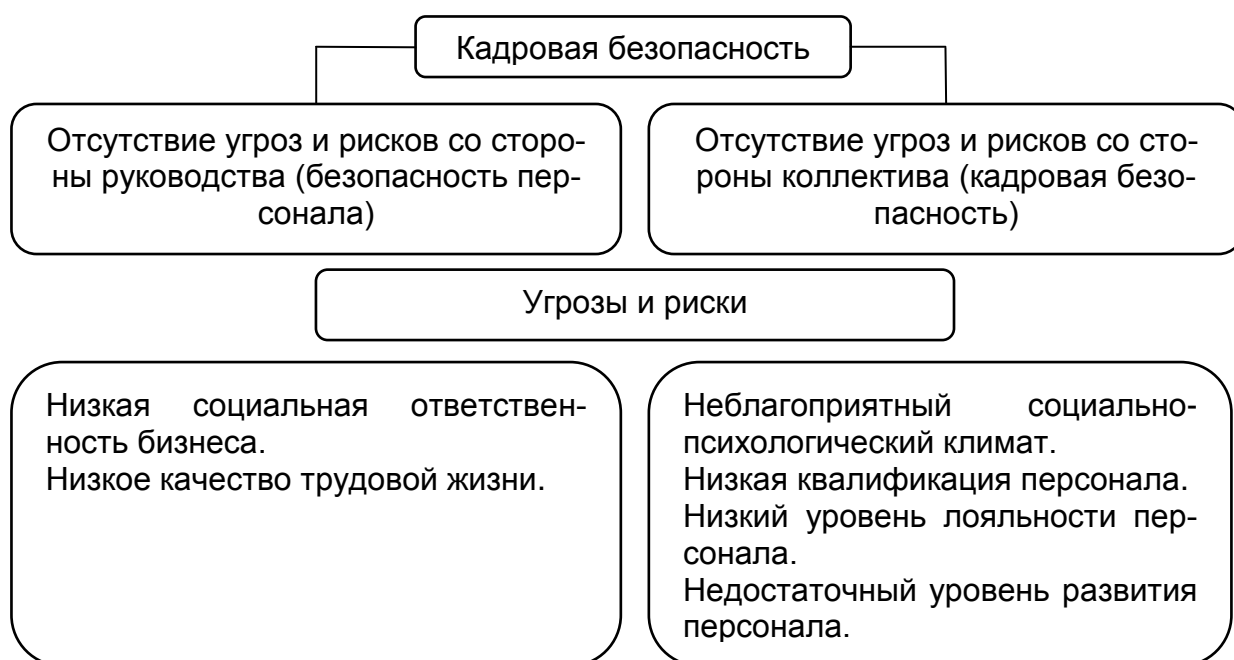 Кадровая безопасность
Отсутствие угроз и рисков со сторо-
ны руководства (безопасность пер-
сонала)
Отсутствие угроз и рисков со сто-
роны коллектива (кадровая безо-
пасность)
Угрозы и риски
Низкая социальная ответствен-
ность бизнеса.
Низкое качество трудовой жизни.
Неблагоприятный социально-
психологический климат.
Низкая квалификация персонала.
Низкий уровень лояльности пер-
сонала.
Недостаточный уровень развития
персонала.